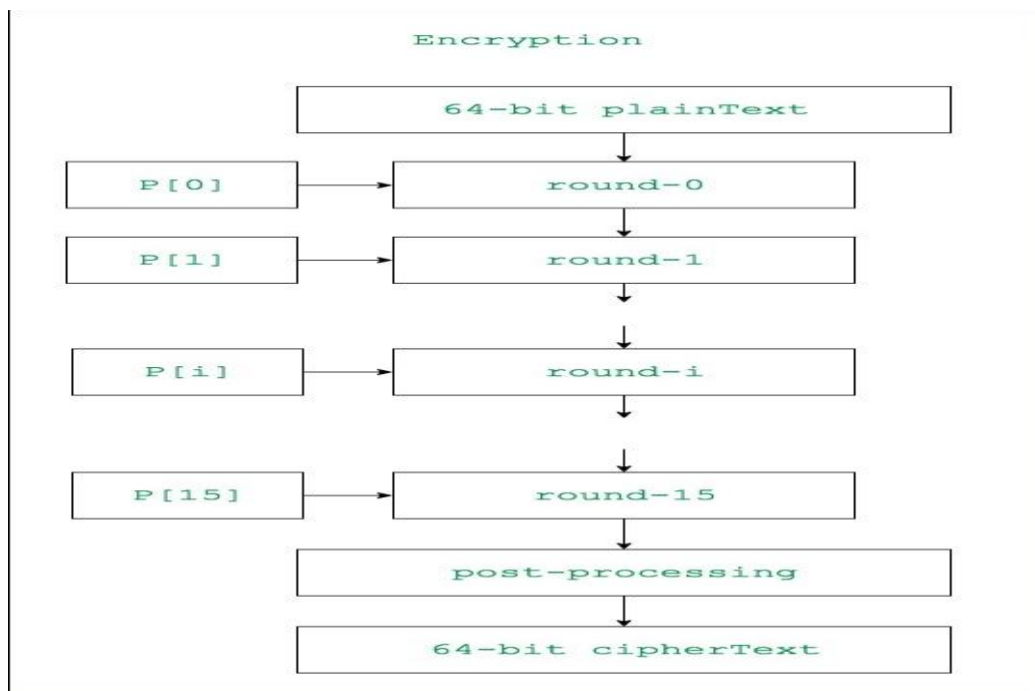 Encryption
64-bit plainText
P[0]
round-0
P[1]
round-1
P[i]
round-i
P[15]
round-15
post-processing
64-bit cipherText